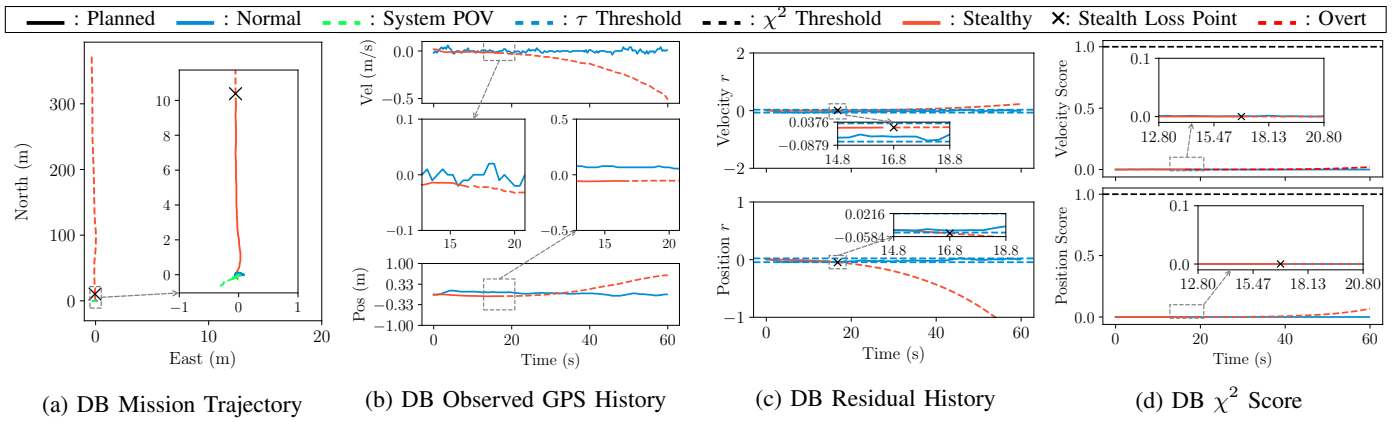 : Planned : Normal : System POV : τ Threshold : χ² Threshold : Stealthy : Stealth Loss Point : Overt
North (m)
300
200
100
0
10
8
6
4
2
0
−1 0 1
0 10 20
East (m)
(a) DB Mission Trajectory
Vel (m/s)
0.0
−0.5
0.1
0.0
−0.1
15 20
0.5
0.0
−0.5
15 20
Pos (m)
1.00
0.33
−0.33
−1.00
0 20 40 60
Time (s)
(b) DB Observed GPS History
Velocity r
2
0
−2
0.0376
−0.0879
14.8 16.8 18.8
Position r
1
0
−1
0.0216
−0.0584
14.8 16.8 18.8
0 20 40 60
Time (s)
(c) DB Residual History
Velocity Score
1.0
0.5
0.0
0.1
0.0
12.80 15.47 18.13 20.80
Position Score
1.0
0.5
0.0
0.1
0.0
12.80 15.47 18.13 20.80
0 20 40 60
Time (s)
(d) DB χ² Score